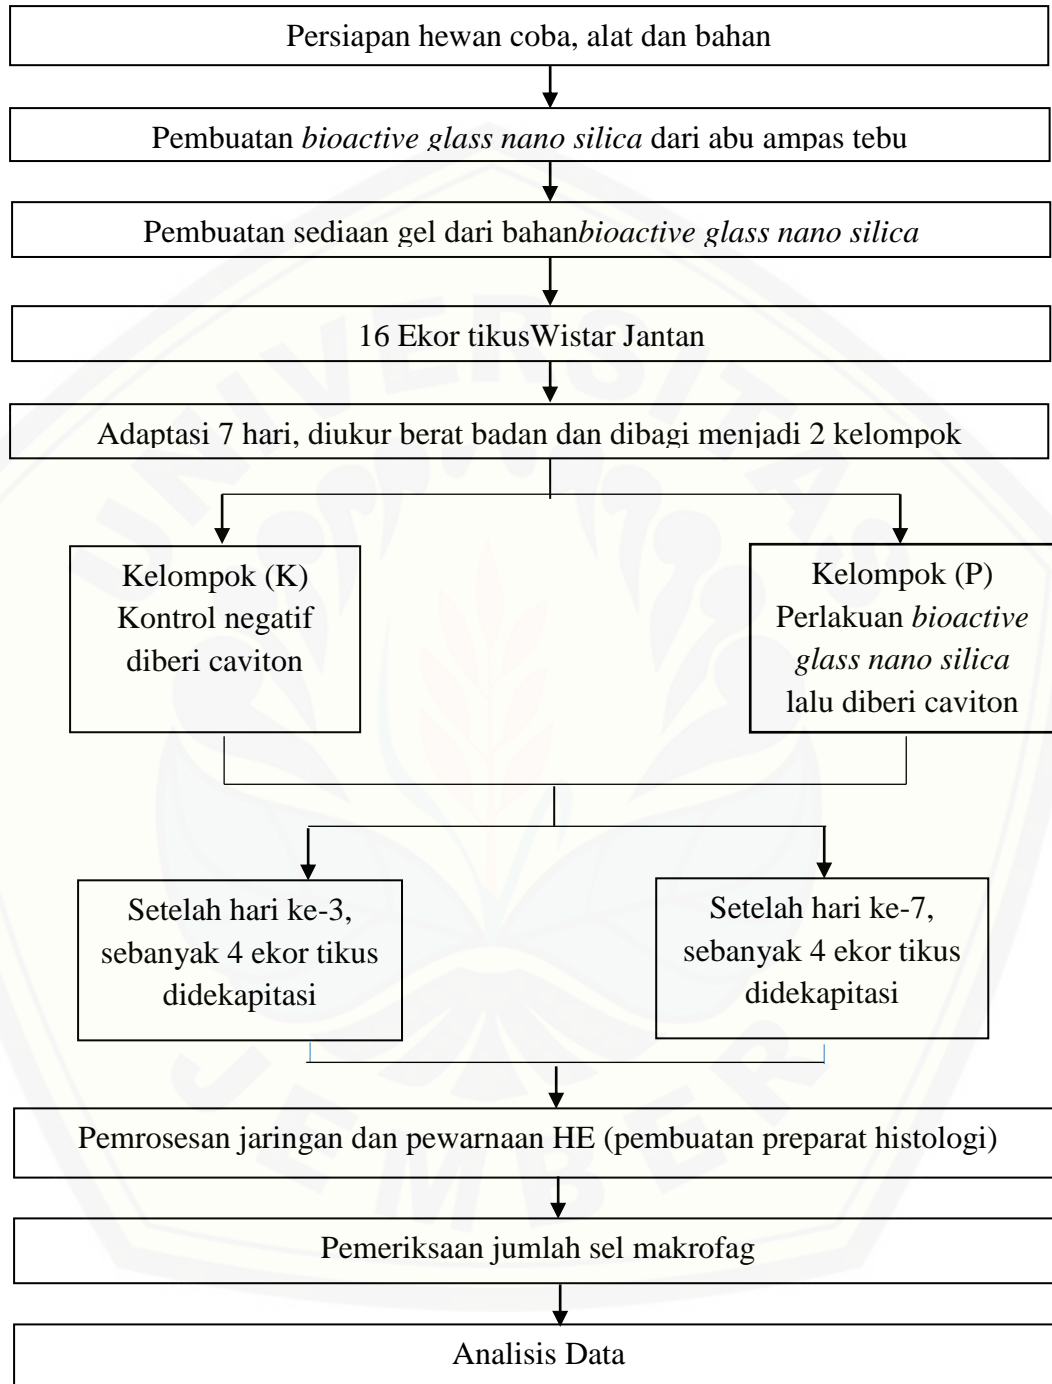 Persiapan hewan coba, alat dan bahan
Pembuatan bioactive glass nano silica dari abu ampas tebu
Pembuatan sediaan gel dari bahanbioactive glass nano silica
16 Ekor tikusWistar Jantan
Adaptasi 7 hari, diukur berat badan dan dibagi menjadi 2 kelompok
Kelompok (K)
Kontrol negatif
diberi caviton
Kelompok (P)
Perlakuan bioactive
glass nano silica
lalu diberi caviton
Setelah hari ke-3,
sebanyak 4 ekor tikus
didekapitasi
Setelah hari ke-7,
sebanyak 4 ekor tikus
didekapitasi
Pemrosesan jaringan dan pewarnaan HE (pembuatan preparat histologi)
Pemeriksaan jumlah sel makrofag
Analisis Data
UNIVERSITAS
JEMBER